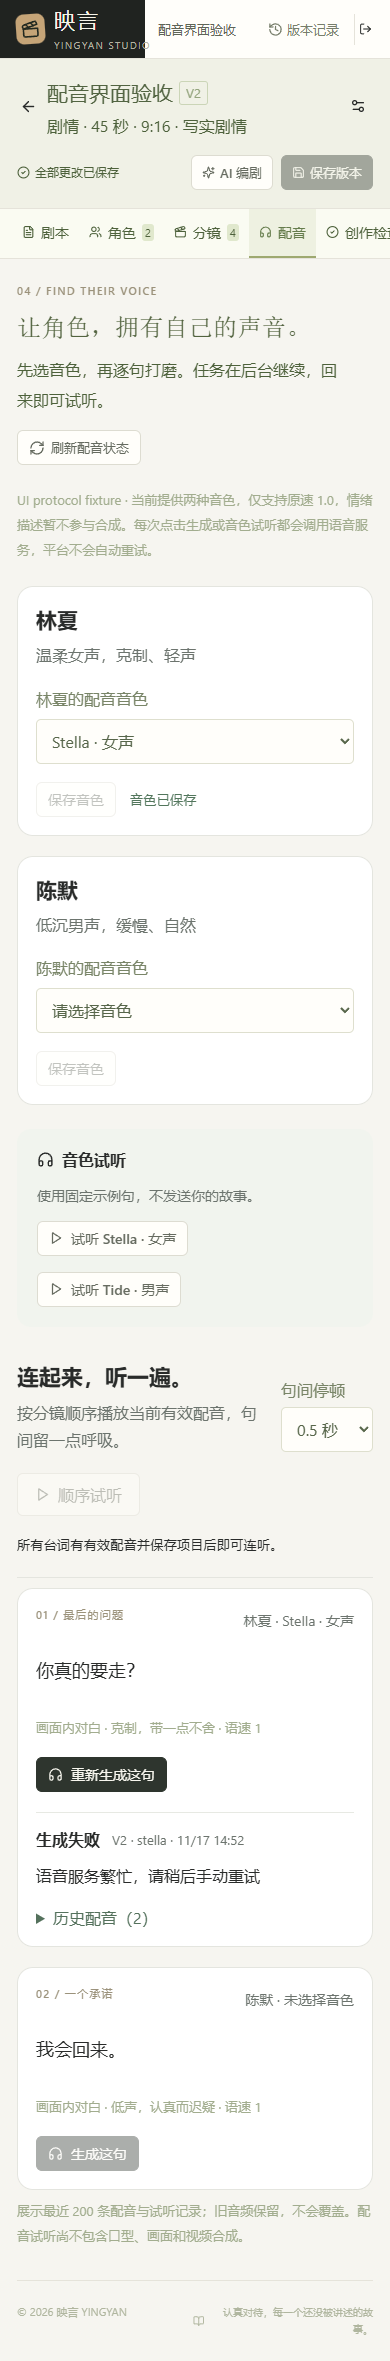 映言
YINGYAN STUDIO
配音界面验收
版本记录
配音界面验收 V2
剧情 · 45 秒 · 9:16 · 写实剧情
全部更改已保存
AI 编剧
保存版本
剧本
角色 2
分镜 4
配音
创作检查
04 / FIND THEIR VOICE
让角色，拥有自己的声音。
先选音色，再逐句打磨。任务在后台继续，回
来即可试听。
刷新配音状态
UI protocol fixture · 当前提供两种音色，仅支持原速 1.0，情绪
描述暂不参与合成。每次点击生成或音色试听都会调用语音服
务，平台不会自动重试。
林夏
温柔女声，克制、轻声
林夏的配音音色
Stella · 女声
保存音色
音色已保存
陈默
低沉男声，缓慢、自然
陈默的配音音色
请选择音色
保存音色
音色试听
使用固定示例句，不发送你的故事。
试听 Stella · 女声
试听 Tide · 男声
连起来，听一遍。
按分镜顺序播放当前有效配音，句
间留一点呼吸。
句间停顿
0.5 秒
顺序试听
所有台词有有效配音并保存项目后即可连听。
01 / 最后的问题
林夏 · Stella · 女声
你真的要走？
画面内对白 · 克制，带一点不舍 · 语速 1
重新生成这句
生成失败 V2 · stella · 11/17 14:52
语音服务繁忙，请稍后手动重试
历史配音（2）
02 / 一个承诺
陈默 · 未选择音色
我会回来。
画面内对白 · 低声，认真而迟疑 · 语速 1
生成这句
展示最近 200 条配音与试听记录；旧音频保留，不会覆盖。配
音试听尚不包含口型、画面和视频合成。
© 2026 映言 YINGYAN
认真对待，每一个还没被讲述的故
事。